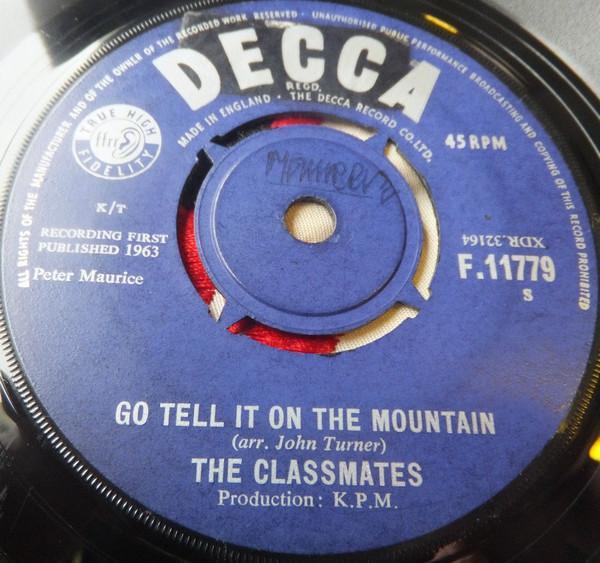 ALL RIGHTS OF THE MANUFACTURER AND OF THE OWNER OF THE RECORDED WORK RESERVED · UNAUTHORISED PUBLIC PERFORMANCE BROADCASTING AND COPYING OF THIS RECORD PROHIBITED
DECCA
REGD.
MADE IN ENGLAND · THE DECCA RECORD CO. LTD.
TRUE HIGH
ffrr
FIDELITY
45 RPM
K/T
RECORDING FIRST
PUBLISHED 1963
Peter Maurice
XDR.32164
F.11779
S
GO TELL IT ON THE MOUNTAIN
(arr. John Turner)
THE CLASSMATES
Production: K.P.M.